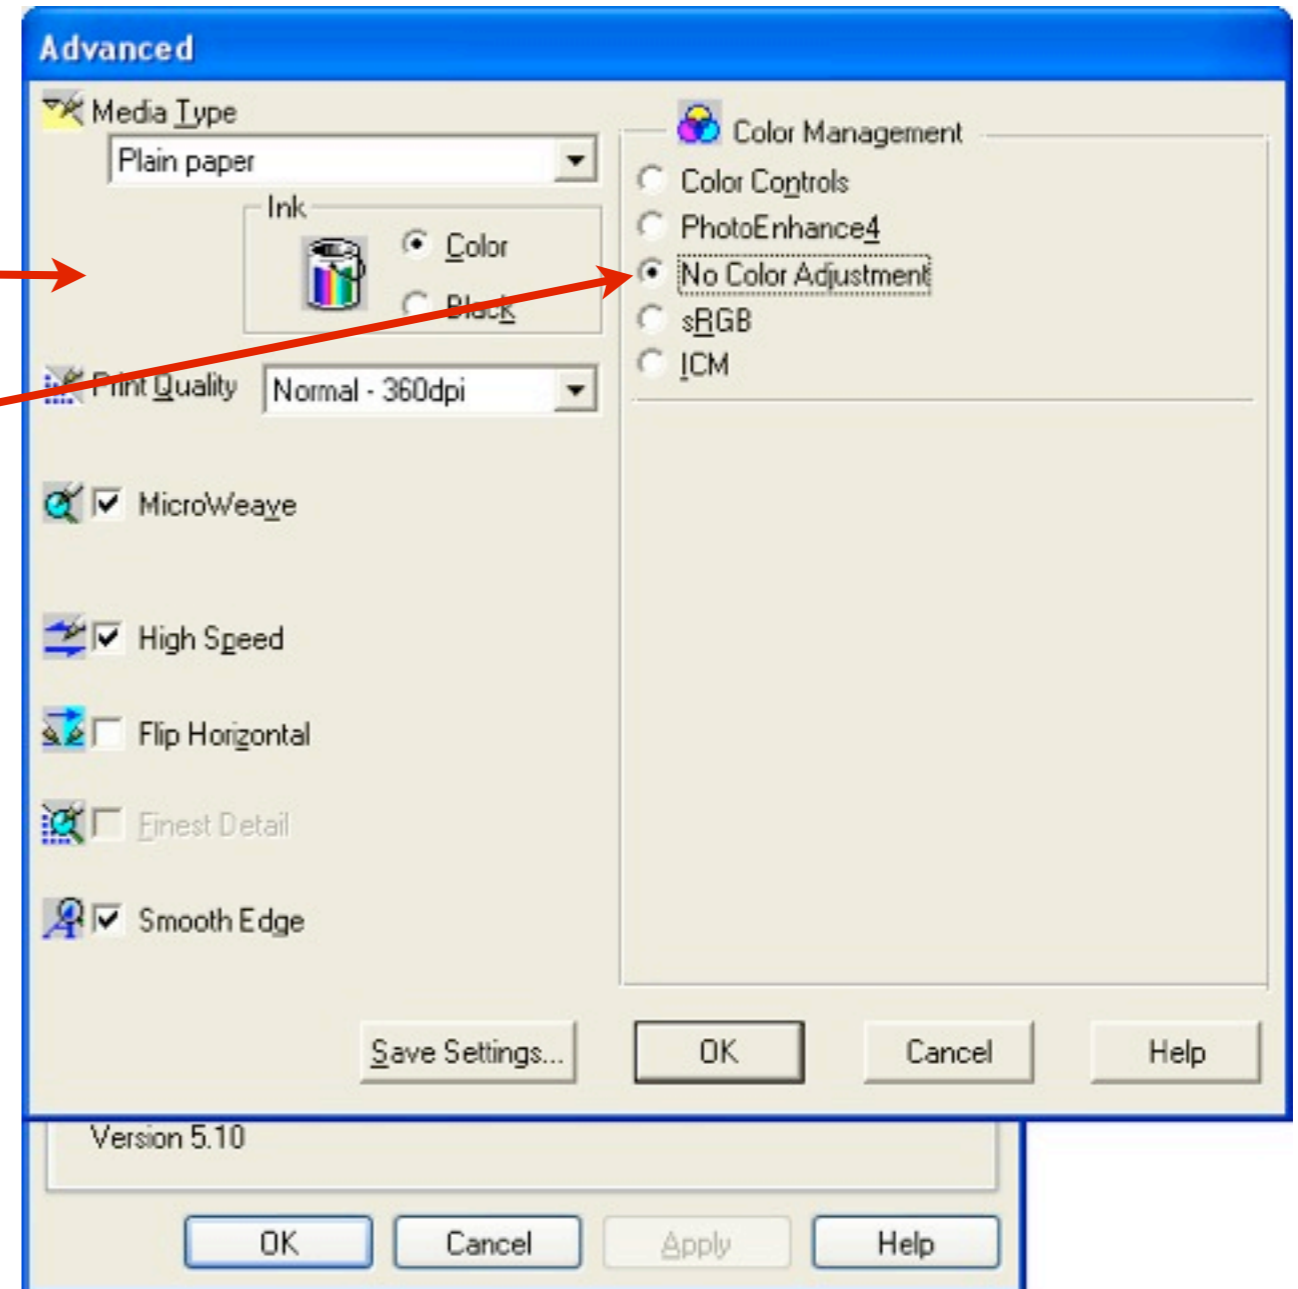 Advanced
Media Type
Plain paper
Ink
Color
Black
Print Quality
Normal - 360dpi
MicroWeave
High Speed
Flip Horizontal
Finest Detail
Smooth Edge
Color Management
Color Controls
PhotoEnhance4
No Color Adjustment
sRGB
ICM
Save Settings...
OK
Cancel
Help
Version 5.10
OK
Cancel
Apply
Help